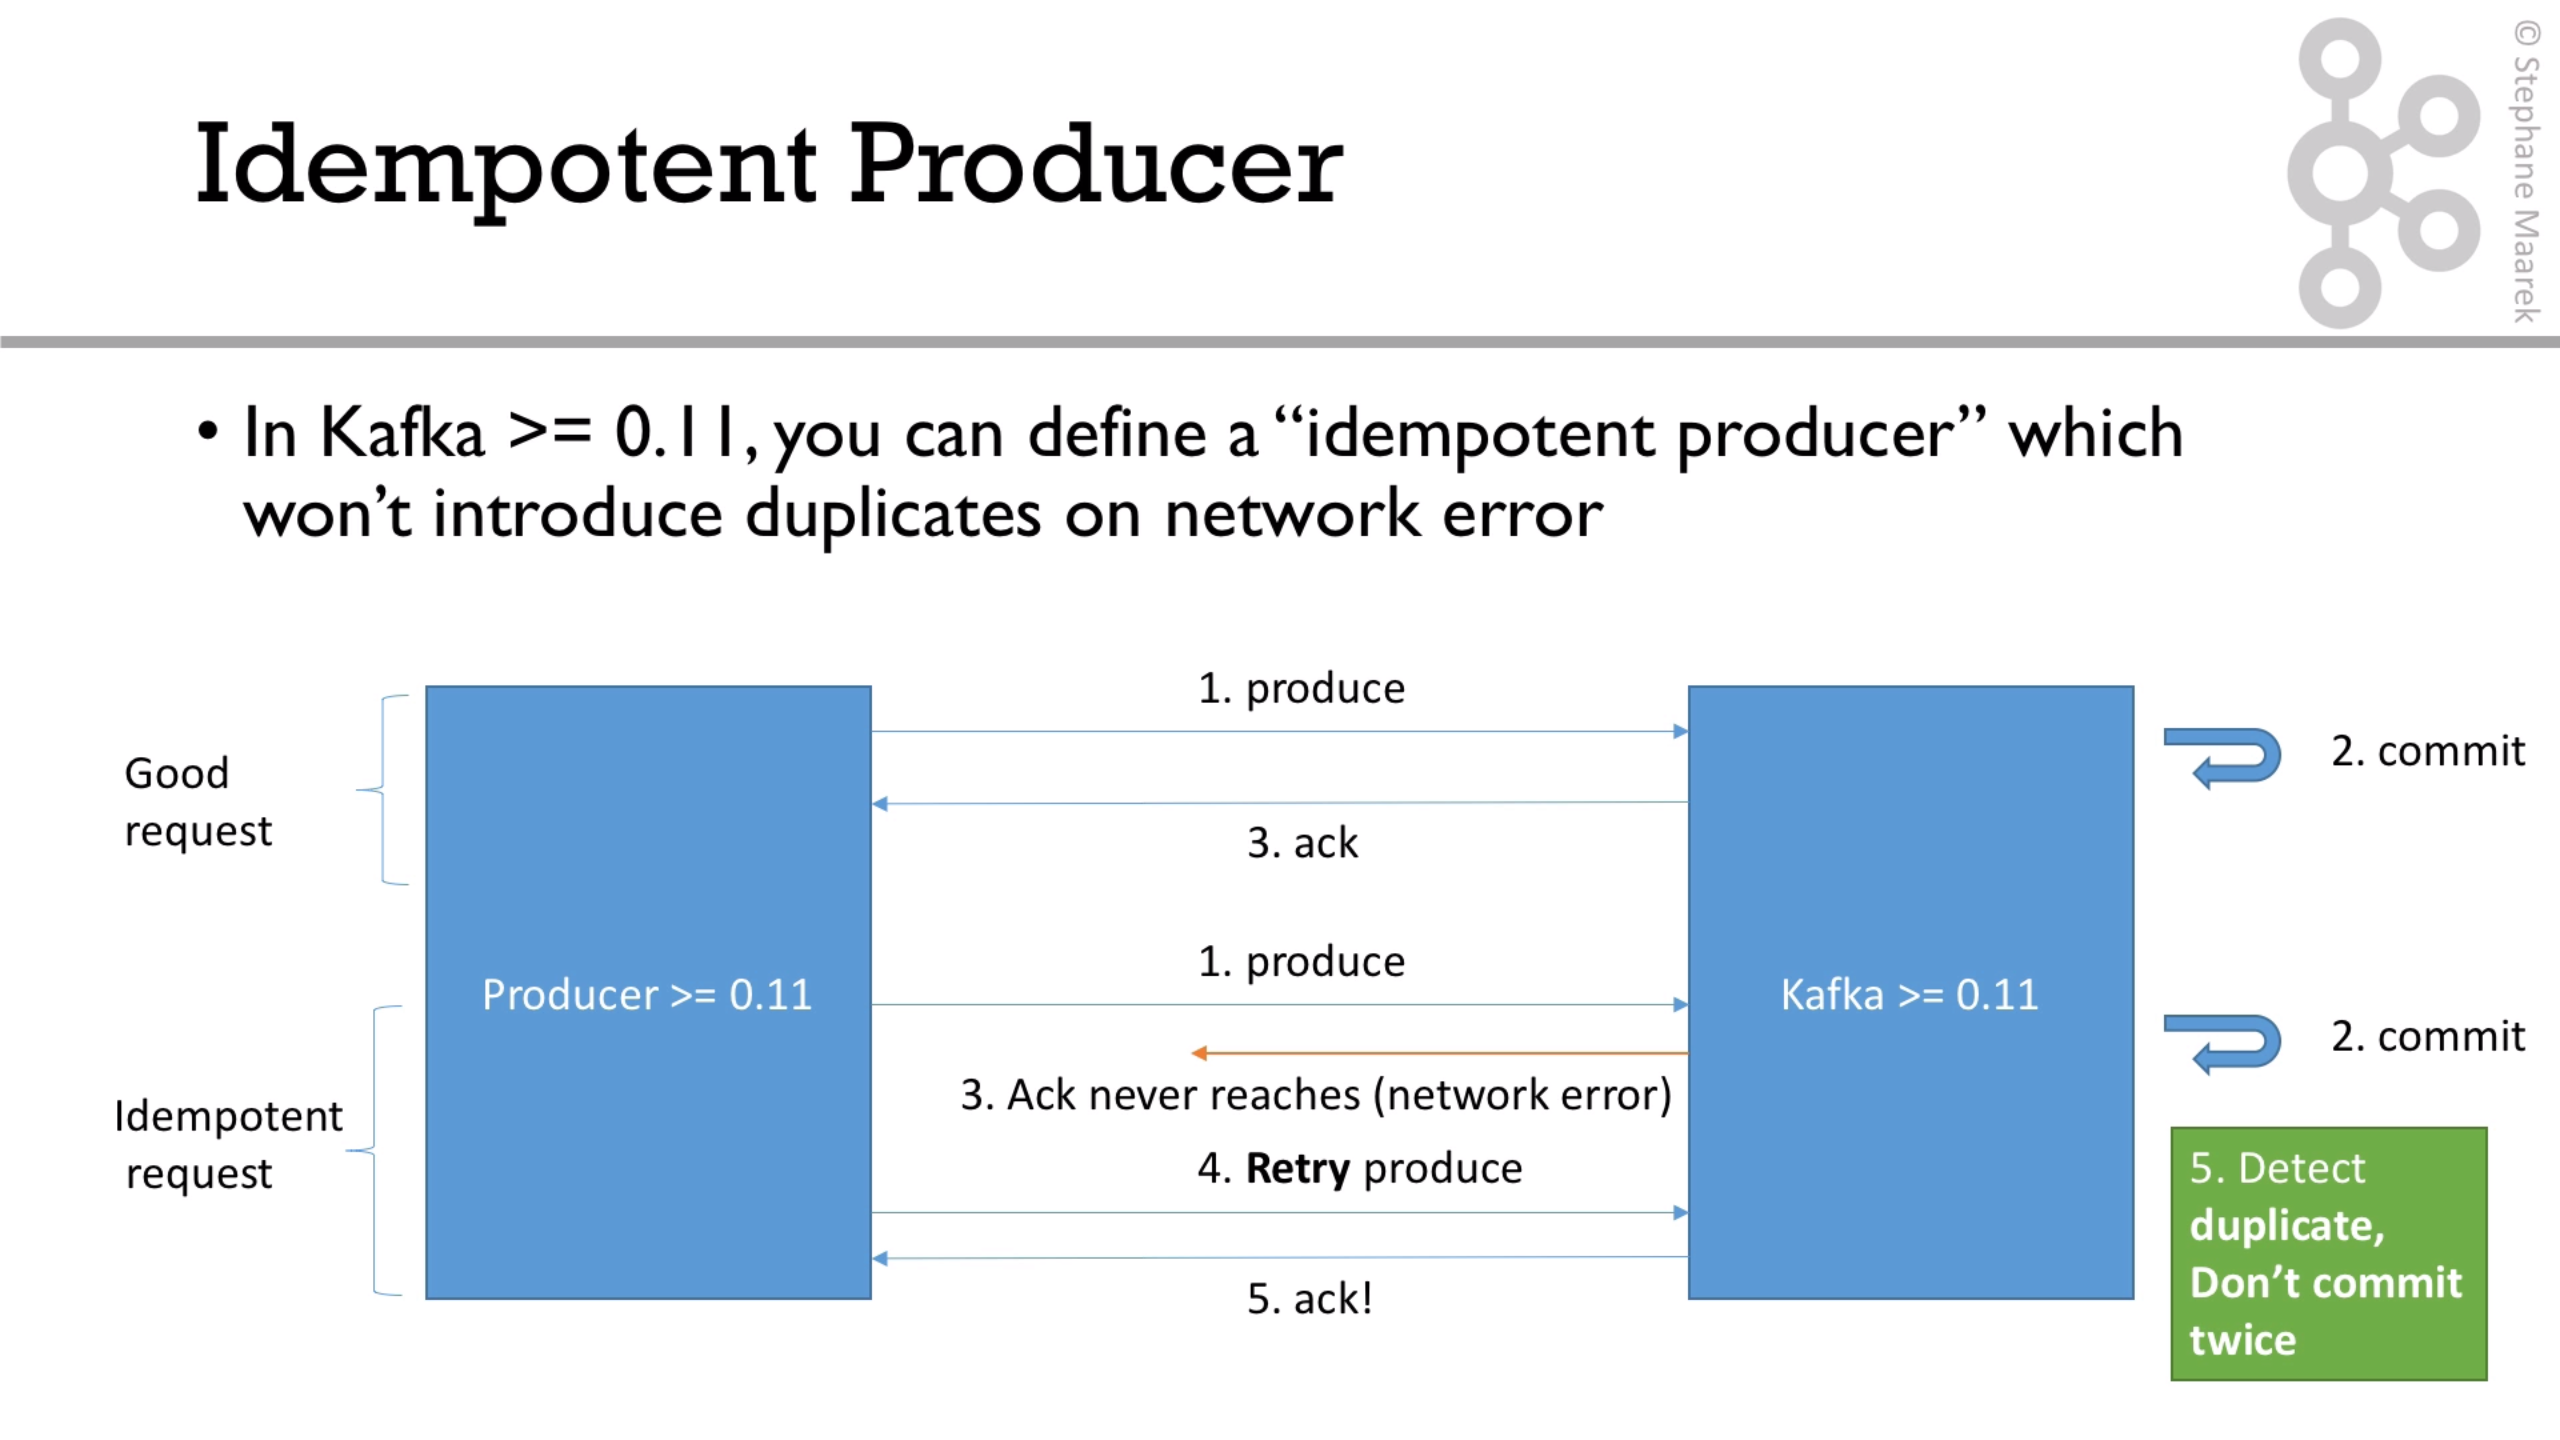 Idempotent Producer
© Stephane Maarek
• In Kafka >= 0.11, you can define a “idempotent producer” which
won’t introduce duplicates on network error
Good
request
1. produce
2. commit
3. ack
Producer >= 0.11
Kafka >= 0.11
Idempotent
request
1. produce
2. commit
3. Ack never reaches (network error)
4. Retry produce
5. ack!
5. Detect
duplicate,
Don’t commit
twice